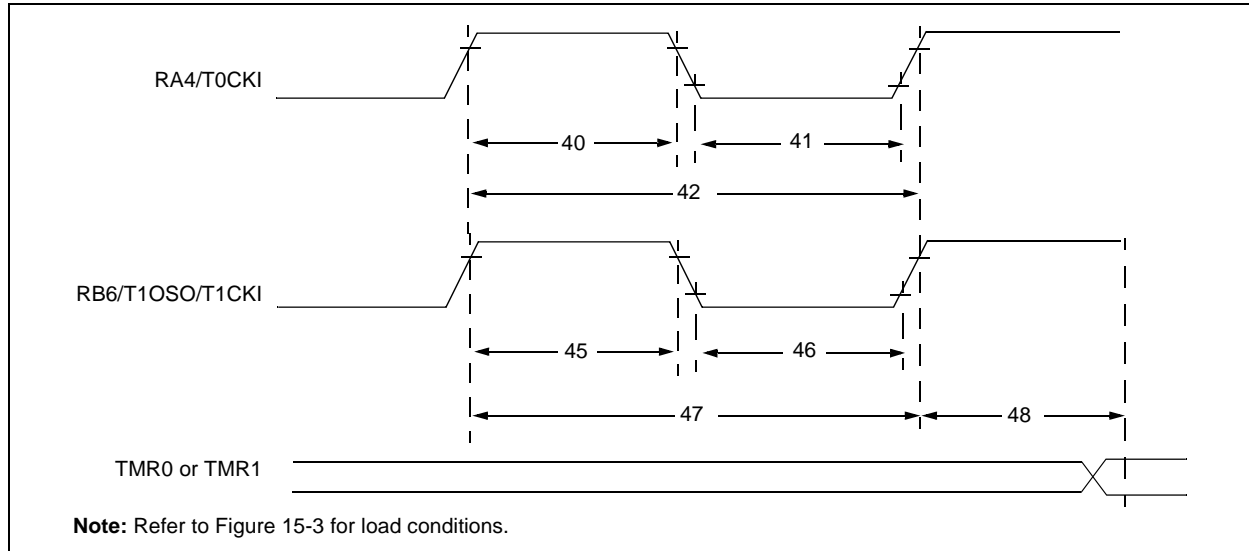 RA4/T0CKI
40
41
42
RB6/T1OSO/T1CKI
45
46
47
48
TMR0 or TMR1
Note: Refer to Figure 15-3 for load conditions.